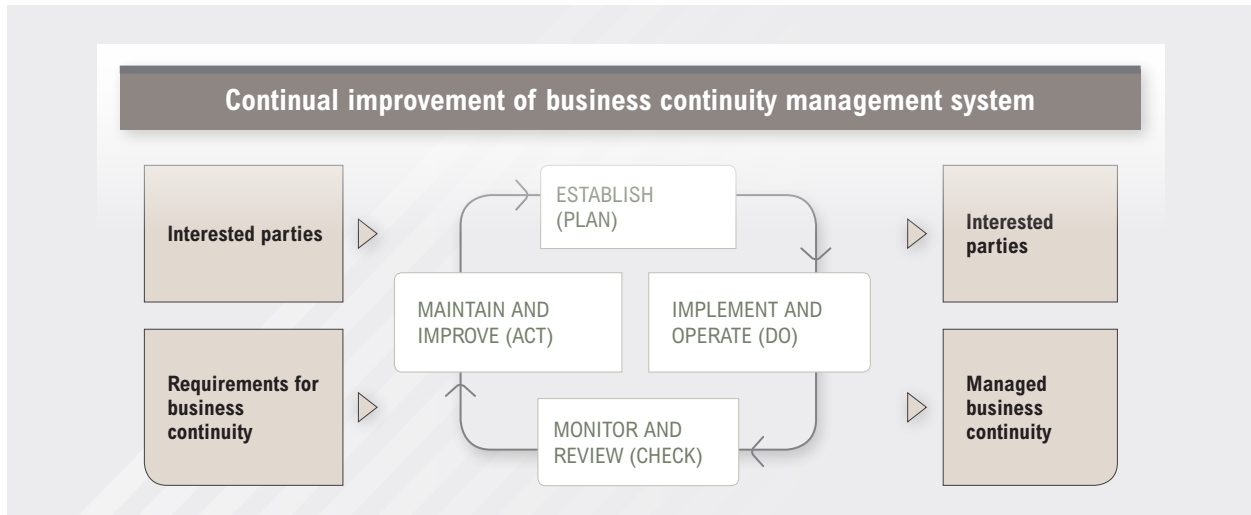 Continual improvement of business continuity management system
Interested parties
Requirements for
business
continuity
ESTABLISH
(PLAN)
MAINTAIN AND
IMPROVE (ACT)
IMPLEMENT AND
OPERATE (DO)
MONITOR AND
REVIEW (CHECK)
Interested
parties
Managed
business
continuity